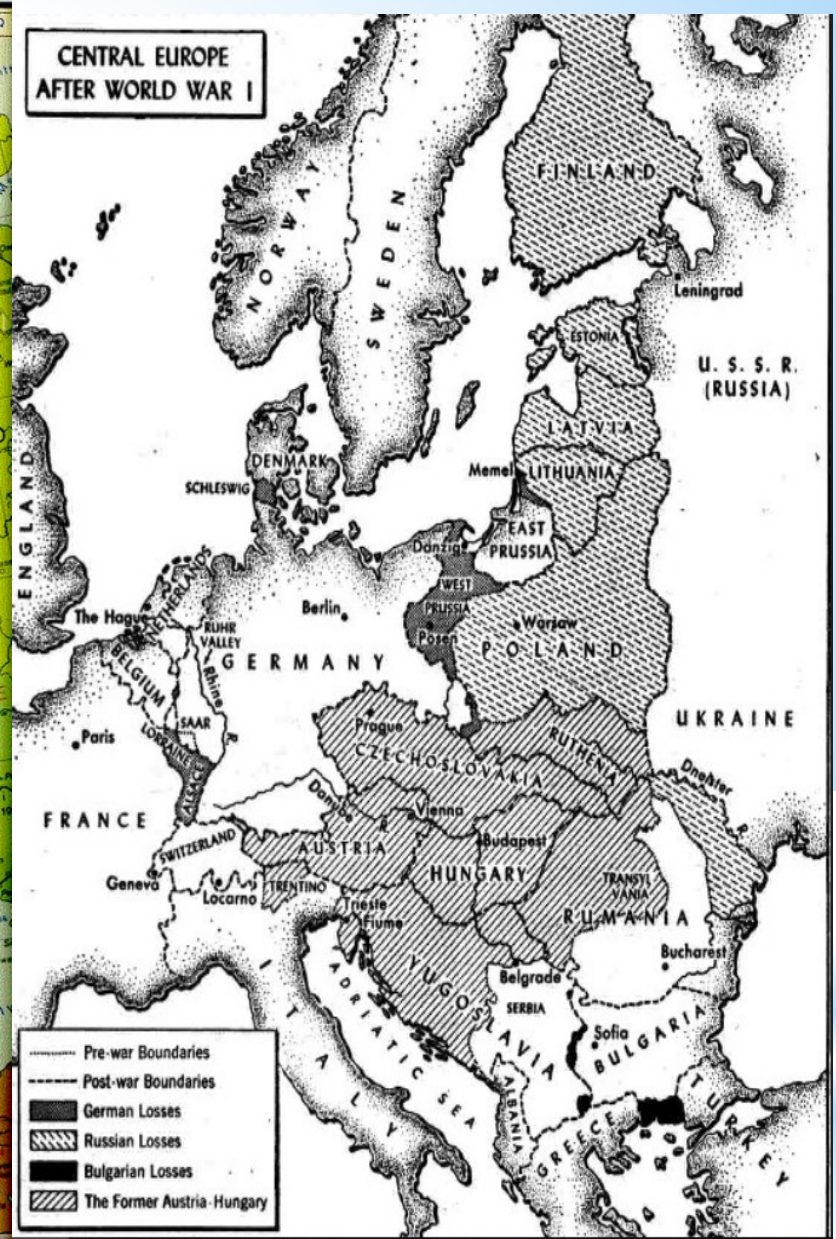 CENTRAL EUROPE
AFTER WORLD WAR I
FINLAND
NORWAY
SWEDEN
Leningrad
ESTONIA
U. S. S. R.
(RUSSIA)
LATVIA
DENMARK
Memel
LITHUANIA
SCHLESWIG
ENGLAND
EAST
PRUSSIA
Danzig
NETHERLANDS
WEST
PRUSSIA
Berlin
The Hague
RUHR
VALLEY
Posen
Warsaw
POLAND
BELGIUM
GERMANY
Rhine R.
SAAR
Prague
UKRAINE
Paris
LORRAINE
RUTHENA
CZECHOSLOVAKIA
ALSACE
Dneister R.
Danube R.
Vienna
FRANCE
SWITZERLAND
AUSTRIA
Budapest
HUNGARY
Geneva
Locarno
TRENTINO
TRANSYL
VANIA
Trieste
Fiume
RUMANIA
Bucharest
ITALY
ADRIATIC SEA
YUGOSLAVIA
Belgrade
SERBIA
Sofia
BULGARIA
ALBANIA
GREECE
TURKEY
Pre-war Boundaries
Post-war Boundaries
German Losses
Russian Losses
Bulgarian Losses
The Former Austria-Hungary